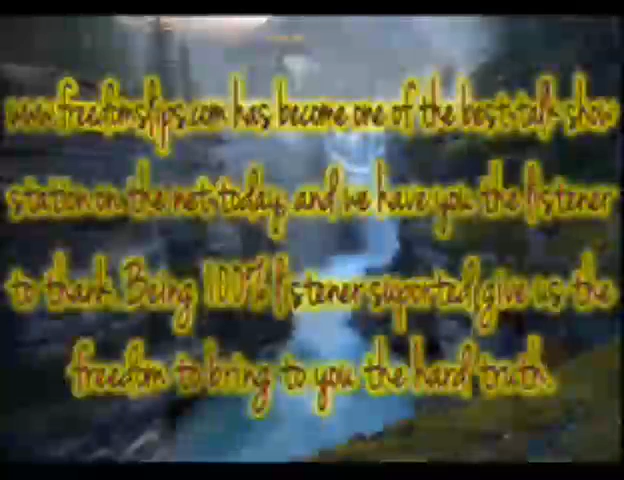 www.freedomslips.com has become one of the best talk show
station on the net today, and we have you the listener
to thank. Being 100% listener suported give us the
freedom to bring to you the hard truth.